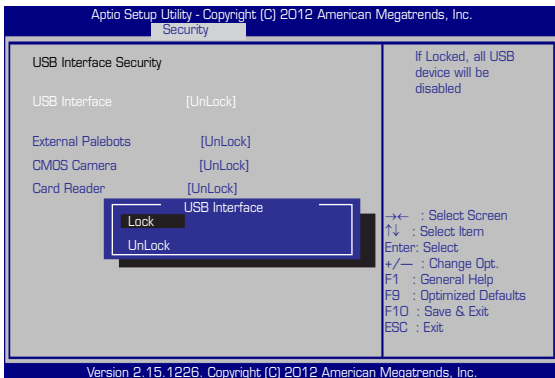 Aptio Setup Utility - Copyright (C) 2012 American Megatrends, Inc.
Security
USB Interface Security
USB Interface [UnLock]
External Palebots [UnLock]
CMOS Camera [UnLock]
Card Reader [UnLock]
USB Interface
Lock
UnLock
If Locked, all USB
device will be
disabled
→← : Select Screen
↑↓ : Select Item
Enter: Select
+/— : Change Opt.
F1 : General Help
F9 : Optimized Defaults
F10 : Save & Exit
ESC : Exit
Version 2.15.1226. Copyright (C) 2012 American Megatrends, Inc.